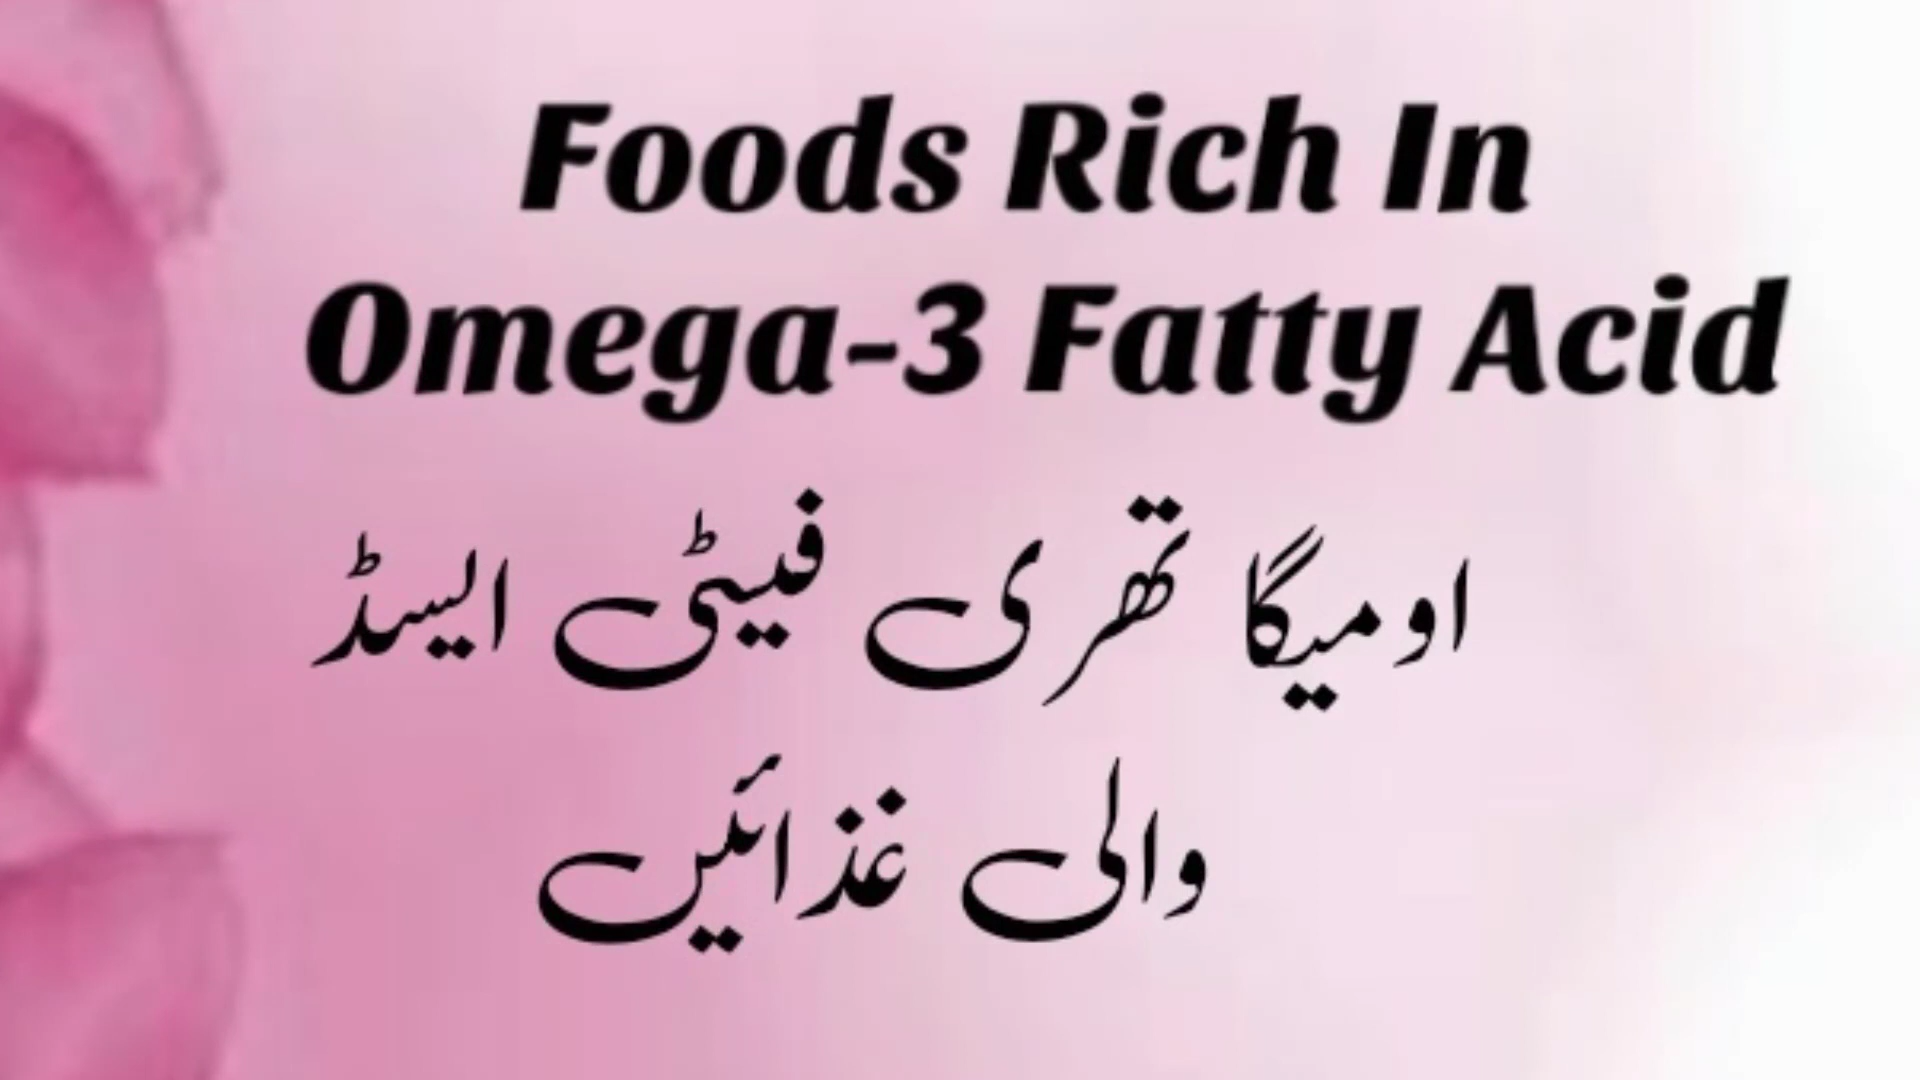 Foods Rich In
Omega-3 Fatty Acid
اومیگا تھری فیٹی ایسڈ
والی غذائیں